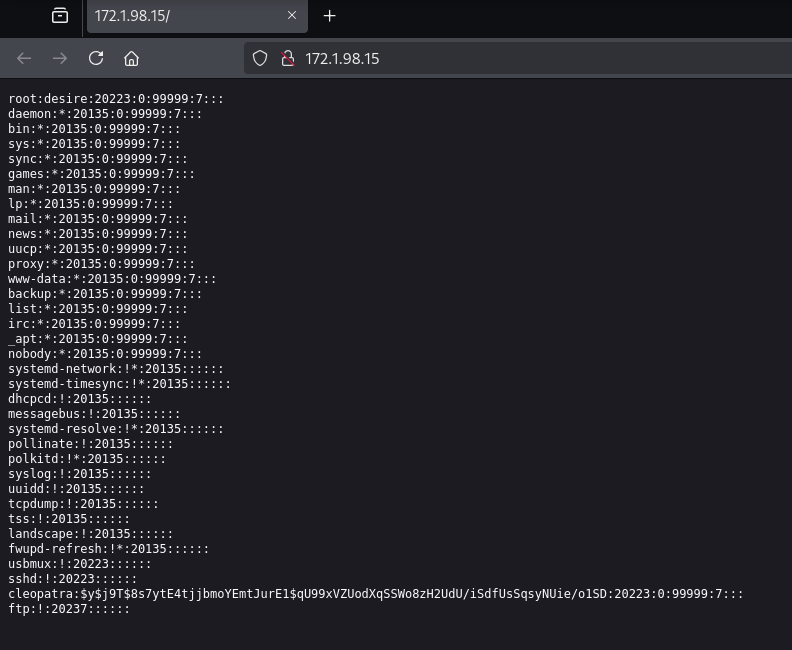 172.1.98.15/
172.1.98.15
root:desire:20223:0:99999:7:::
daemon:*:20135:0:99999:7:::
bin:*:20135:0:99999:7:::
sys:*:20135:0:99999:7:::
sync:*:20135:0:99999:7:::
games:*:20135:0:99999:7:::
man:*:20135:0:99999:7:::
lp:*:20135:0:99999:7:::
mail:*:20135:0:99999:7:::
news:*:20135:0:99999:7:::
uucp:*:20135:0:99999:7:::
proxy:*:20135:0:99999:7:::
www-data:*:20135:0:99999:7:::
backup:*:20135:0:99999:7:::
list:*:20135:0:99999:7:::
irc:*:20135:0:99999:7:::
_apt:*:20135:0:99999:7:::
nobody:*:20135:0:99999:7:::
systemd-network:!*:20135::::::
systemd-timesync:!*:20135::::::
dhcpcd:!:20135::::::
messagebus:!:20135::::::
systemd-resolve:!*:20135::::::
pollinate:!:20135::::::
polkitd:!*:20135::::::
syslog:!:20135::::::
uuidd:!:20135::::::
tcpdump:!:20135::::::
tss:!:20135::::::
landscape:!:20135::::::
fwupd-refresh:!*:20135::::::
usbmux:!:20223::::::
sshd:!:20223::::::
cleopatra:$y$j9T$8s7ytE4tjjbmoYEmtJurE1$qU99xVZUodXqSSWo8zH2UdU/iSdfUsSqsyNUie/o1SD:20223:0:99999:7:::
ftp:!:20237::::::